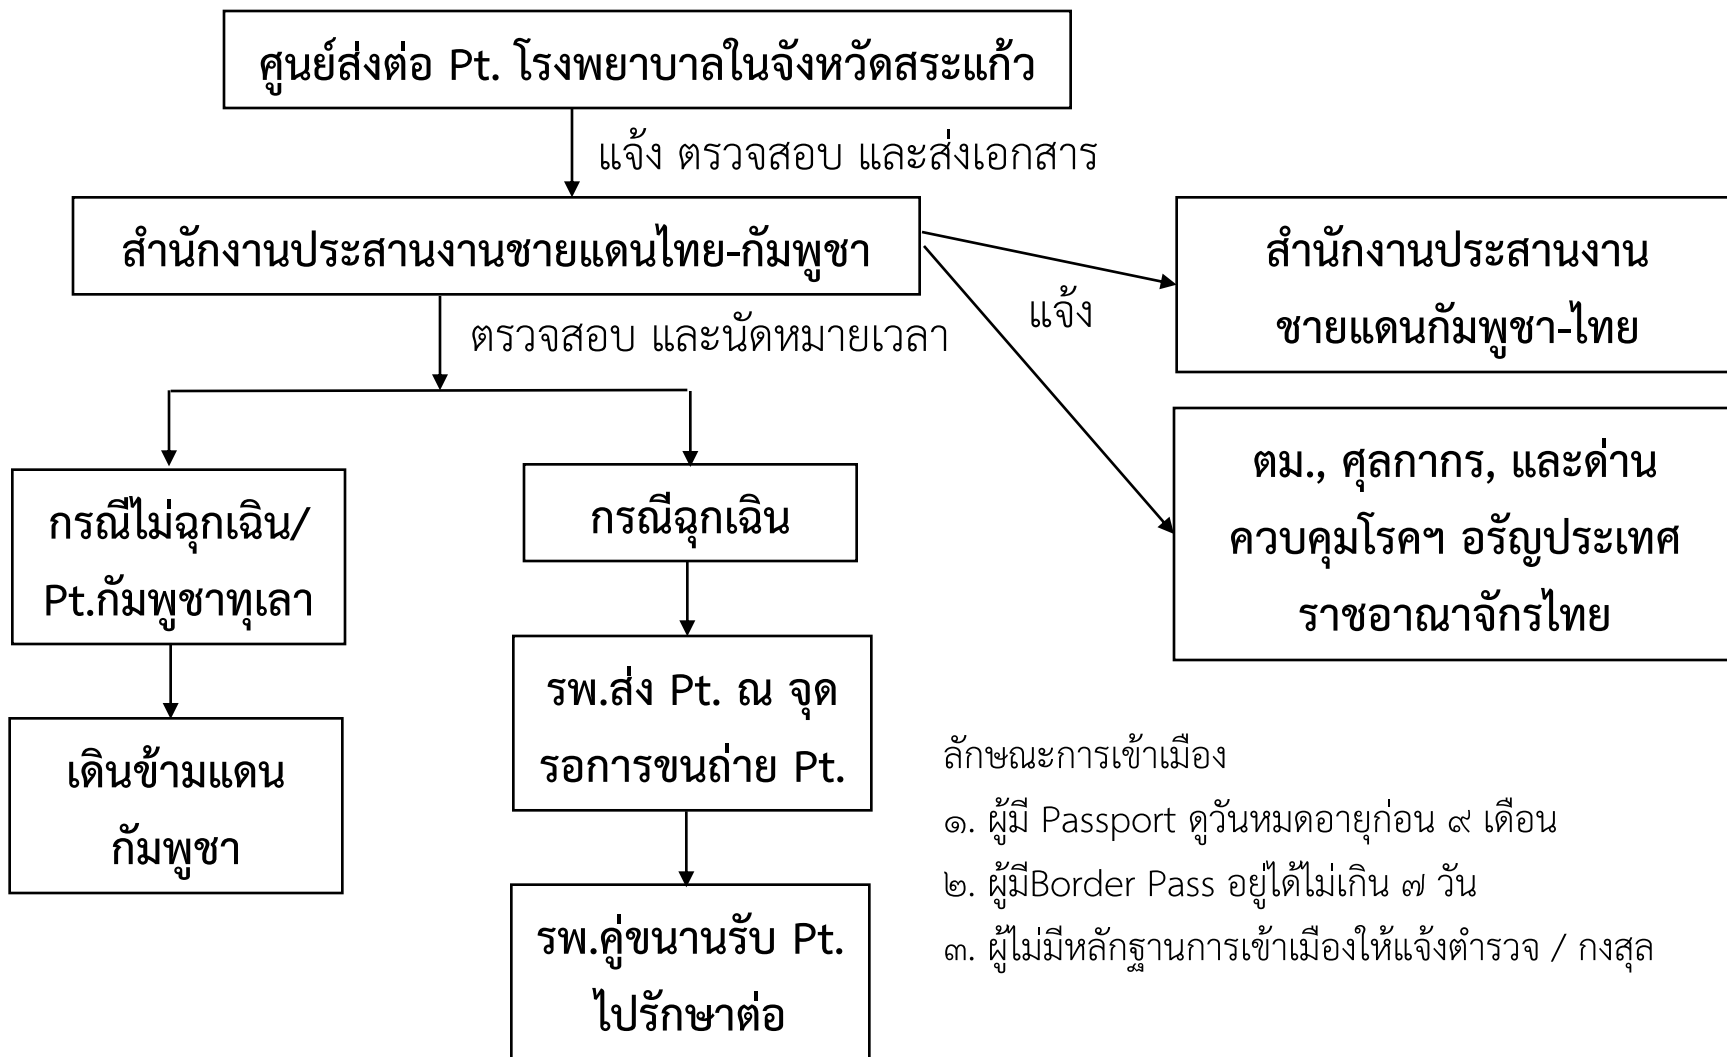 ศูนย์ส่งต่อ Pt. โรงพยาบาลในจังหวัดสระแก้ว
แจ้ง ตรวจสอบ และส่งเอกสาร
สำนักงานประสานงานชายแดนไทย-กัมพูชา
แจ้ง
สำนักงานประสานงาน
ชายแดนกัมพูชา-ไทย
ตม., ศุลกากร, และด่าน
ควบคุมโรคฯ อรัญประเทศ
ราชอาณาจักรไทย
ตรวจสอบ และนัดหมายเวลา
กรณีไม่ฉุกเฉิน/
Pt.กัมพูชาทุเลา
เดินข้ามแดน
กัมพูชา
กรณีฉุกเฉิน
รพ.ส่ง Pt. ณ จุด
รอการขนถ่าย Pt.
รพ.คู่ขนานรับ Pt.
ไปรักษาต่อ
ลักษณะการเข้าเมือง
๑. ผู้มี Passport ดูวันหมดอายุก่อน ๙ เดือน
๒. ผู้มีBorder Pass อยู่ได้ไม่เกิน ๗ วัน
๓. ผู้ไม่มีหลักฐานการเข้าเมืองให้แจ้งตำรวจ / กงสุล